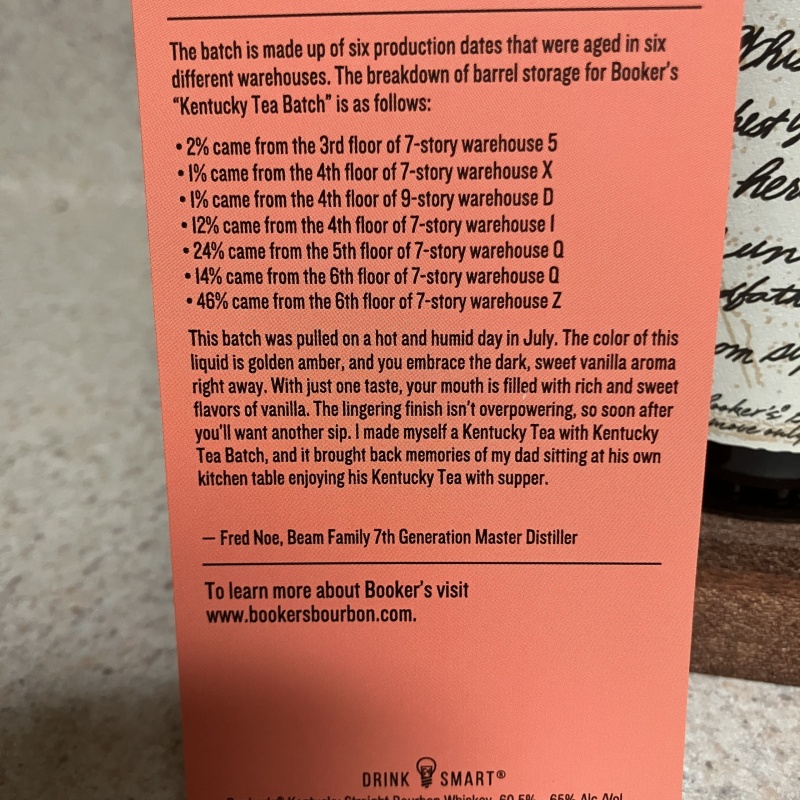 The batch is made up of six production dates that were aged in six
different warehouses. The breakdown of barrel storage for Booker's
"Kentucky Tea Batch" is as follows:
• 2% came from the 3rd floor of 7-story warehouse 5
• 1% came from the 4th floor of 7-story warehouse X
• 1% came from the 4th floor of 9-story warehouse D
• 12% came from the 4th floor of 7-story warehouse I
• 24% came from the 5th floor of 7-story warehouse Q
• 14% came from the 6th floor of 7-story warehouse Q
• 46% came from the 6th floor of 7-story warehouse Z
This batch was pulled on a hot and humid day in July. The color of this
liquid is golden amber, and you embrace the dark, sweet vanilla aroma
right away. With just one taste, your mouth is filled with rich and sweet
flavors of vanilla. The lingering finish isn't overpowering, so soon after
you'll want another sip. I made myself a Kentucky Tea with Kentucky
Tea Batch, and it brought back memories of my dad sitting at his own
kitchen table enjoying his Kentucky Tea with supper.
— Fred Noe, Beam Family 7th Generation Master Distiller
To learn more about Booker's visit
www.bookersbourbon.com.
DRINK SMART®
Kentucky Straight Bourbon Whiskey,